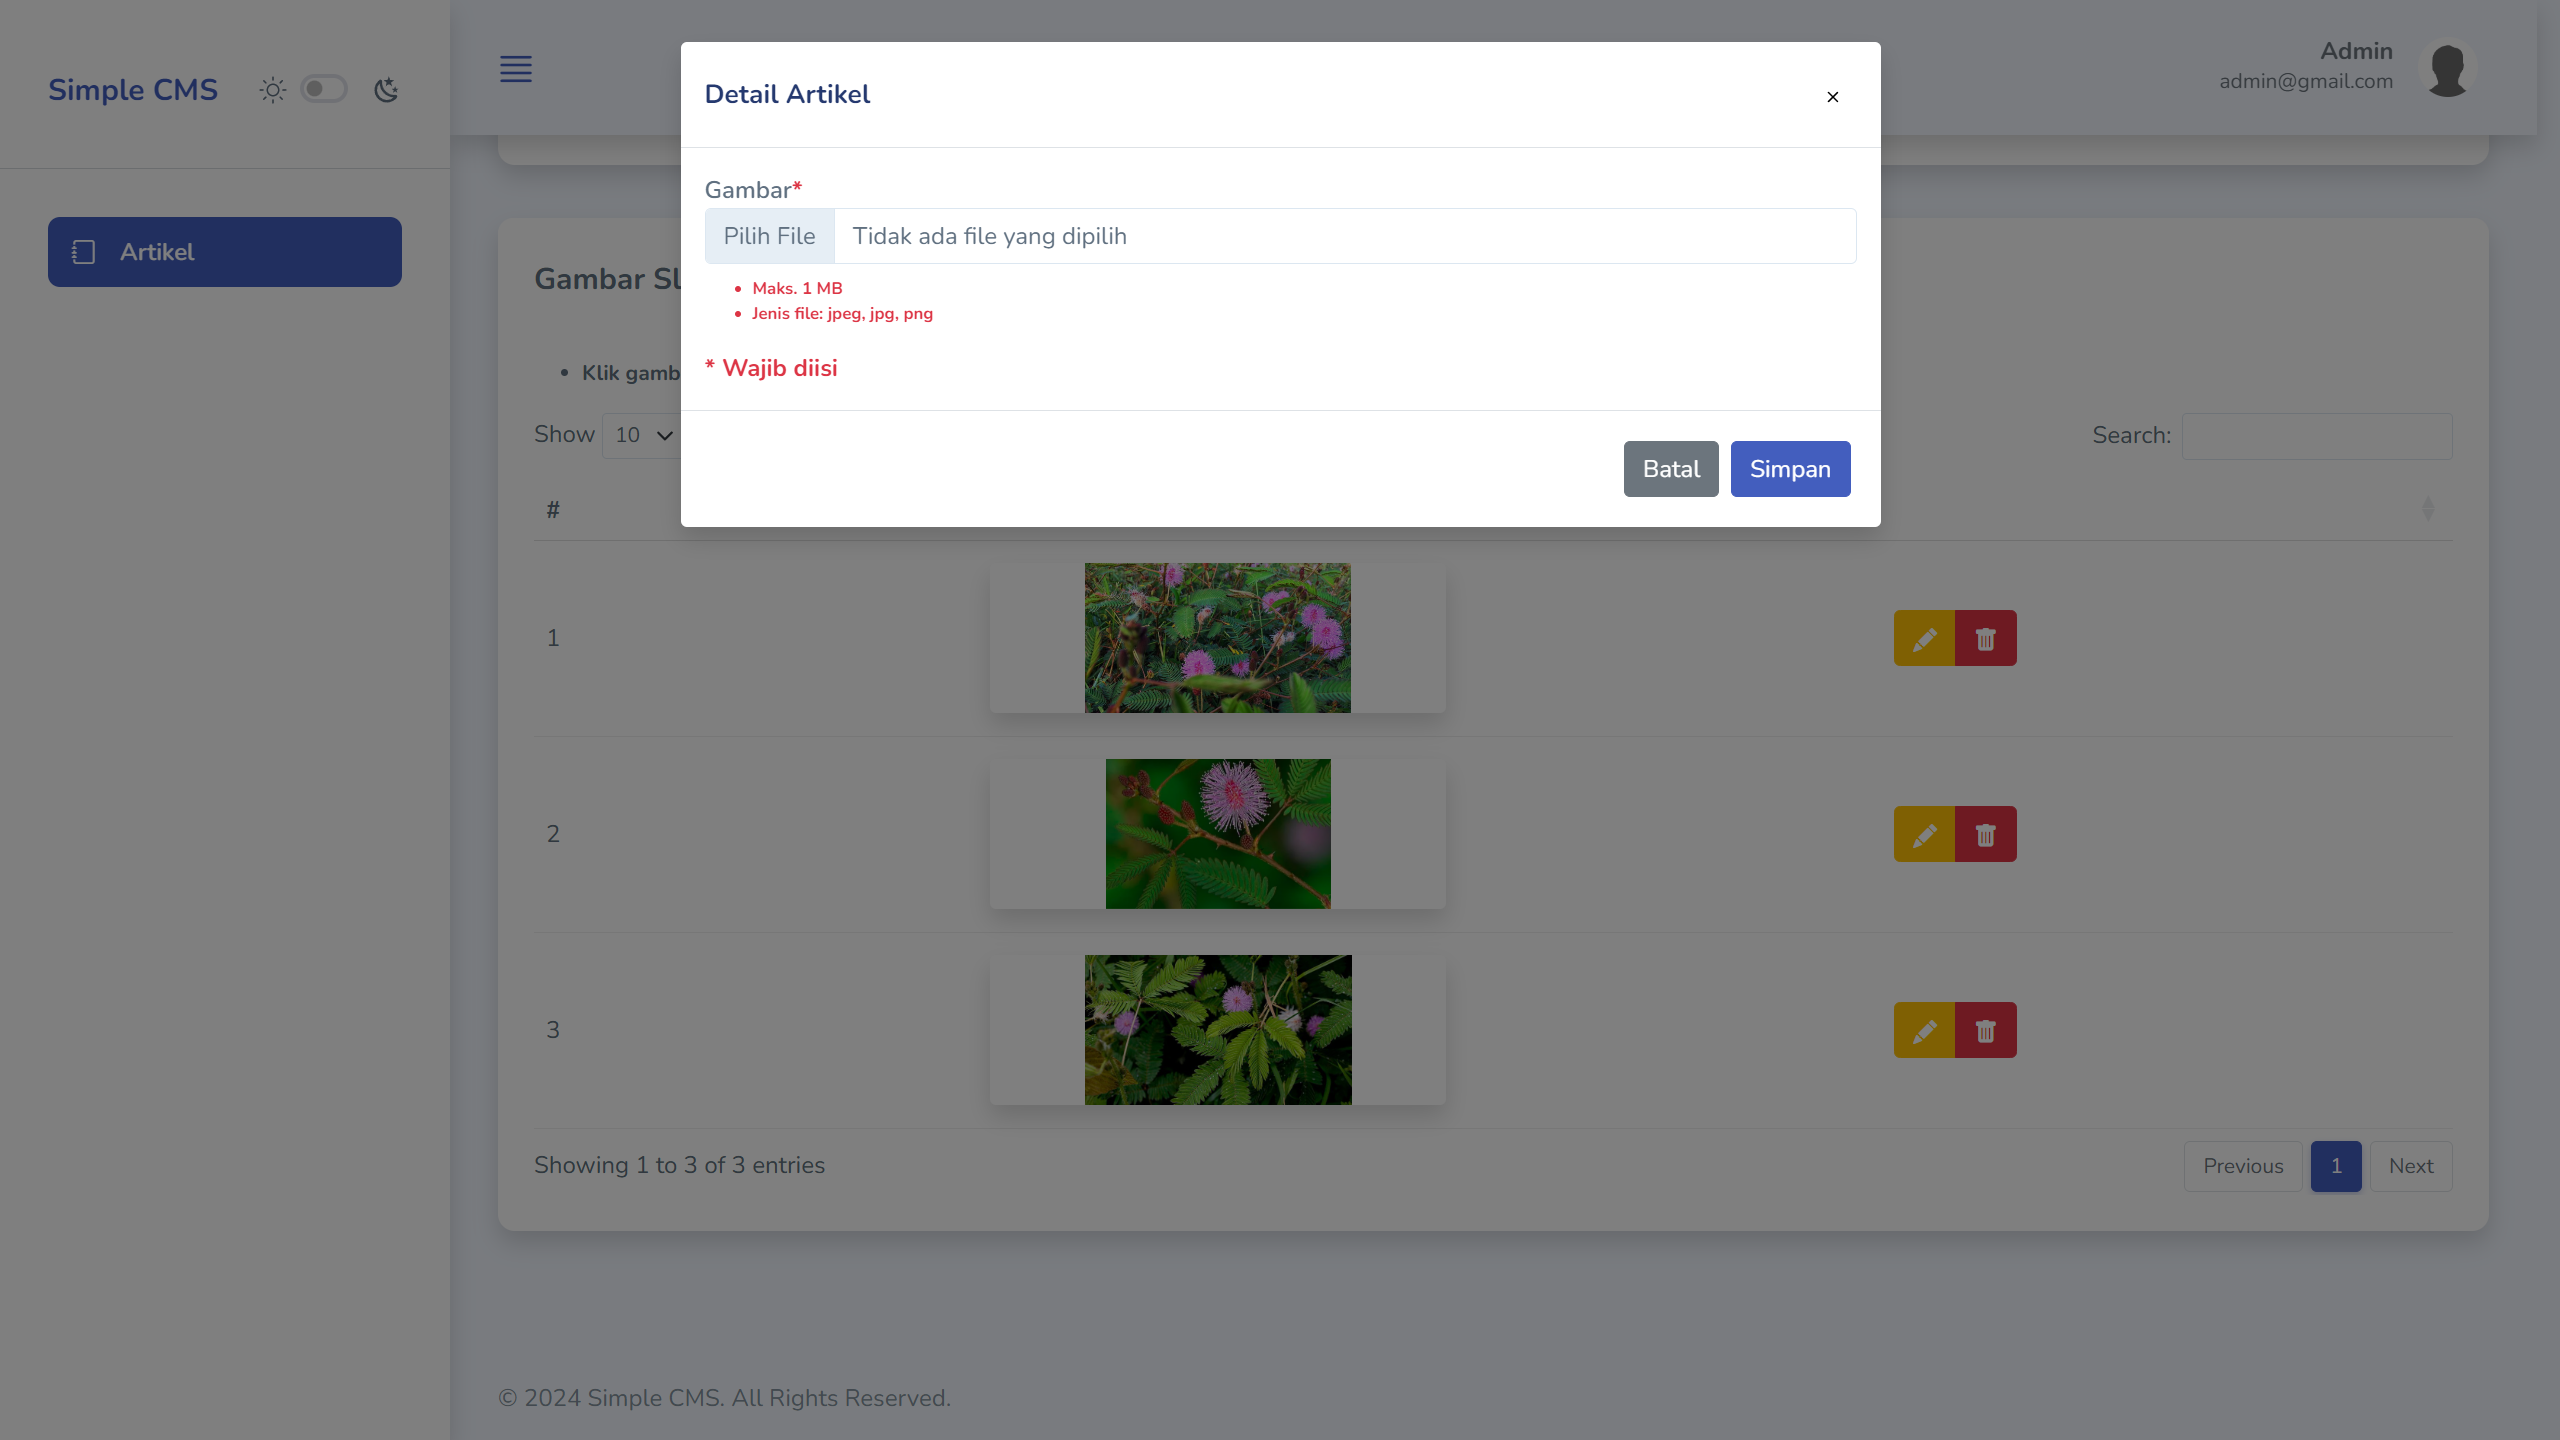 Simple CMS
Artikel
Admin
admin@gmail.com
Detail Artikel
×
Gambar*
Pilih File Tidak ada file yang dipilih
• Maks. 1 MB
• Jenis file: jpeg, jpg, png
* Wajib diisi
Batal Simpan
Gambar
• Klik
Show 10
Search:
#
1
2
3
Showing 1 to 3 of 3 entries
Previous 1 Next
© 2024 Simple CMS. All Rights Reserved.